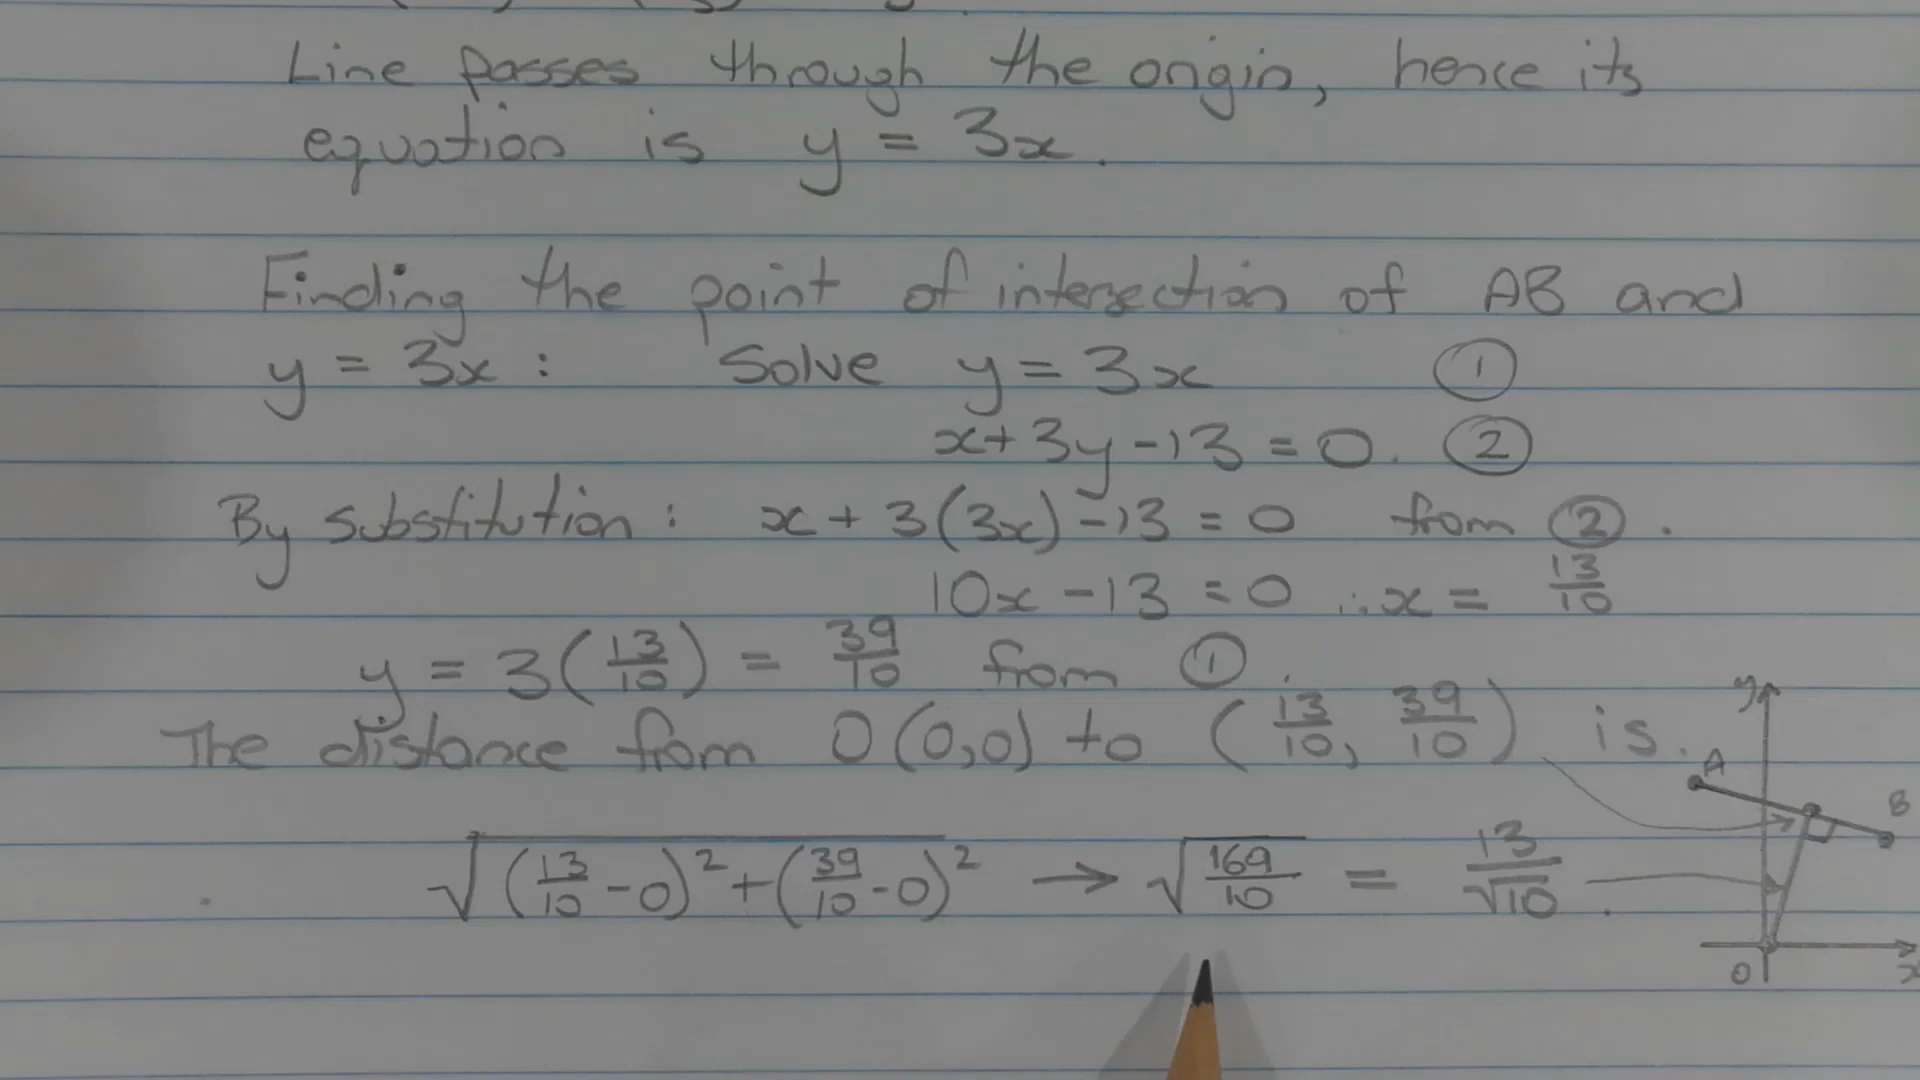 Line passes through the origin, hence its
equation is y = 3x.
Finding the point of intersection of AB and
y = 3x : Solve y = 3x ①
x + 3y - 13 = 0. ②
By substitution : x + 3(3x) - 13 = 0 from ②.
10x - 13 = 0 ∴ x = 13/10
y = 3(13/10) = 39/10 from ①.
The distance from O(0,0) to (13/10, 39/10) is.
√((13/10 - 0)² + (39/10 - 0)²) → √(169/10) = 13/√10.
y
A
B
O
x